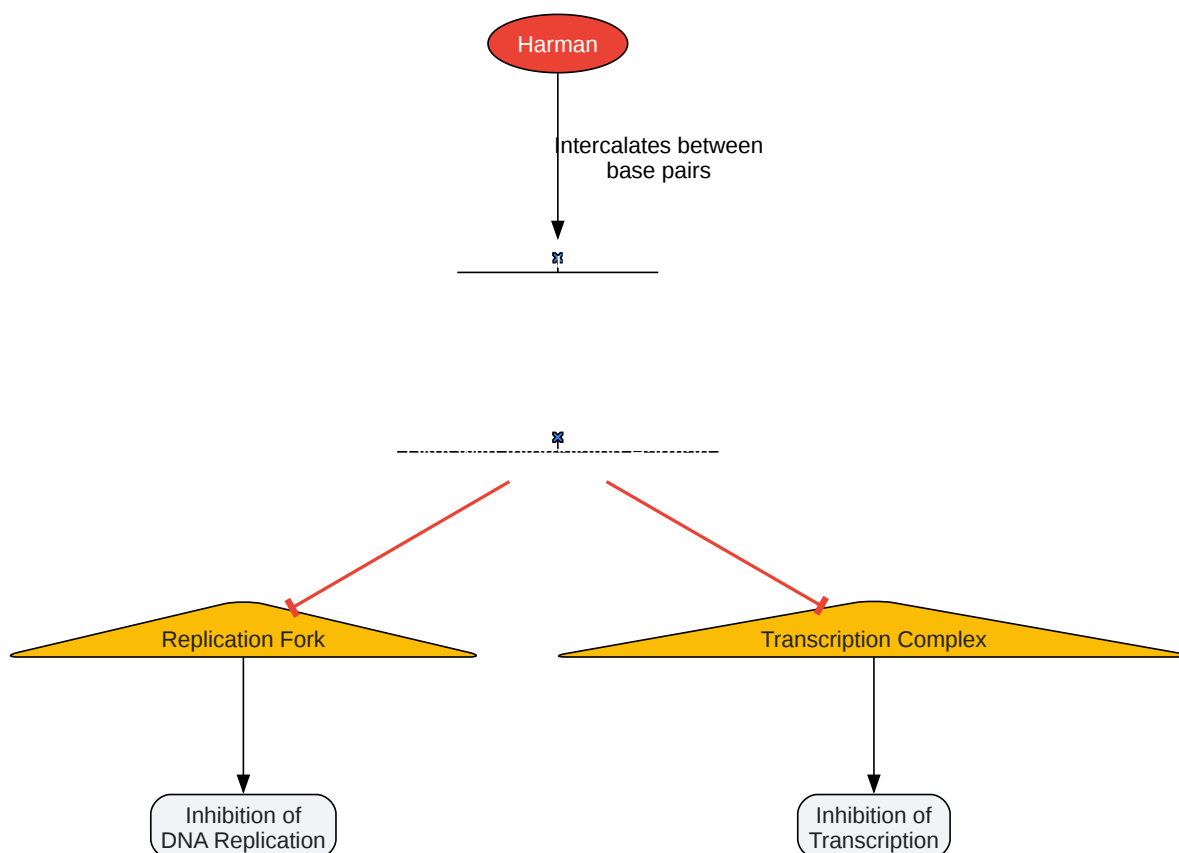 Harman
Intercalates between
base pairs
Replication Fork
Transcription Complex
Inhibition of
DNA Replication
Inhibition of
Transcription